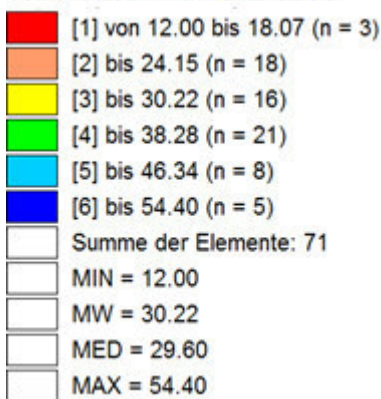 [1] von 12.00 bis 18.07 (n = 3)
[2] bis 24.15 (n = 18)
[3] bis 30.22 (n = 16)
[4] bis 38.28 (n = 21)
[5] bis 46.34 (n = 8)
[6] bis 54.40 (n = 5)
Summe der Elemente: 71
MIN = 12.00
MW = 30.22
MED = 29.60
MAX = 54.40